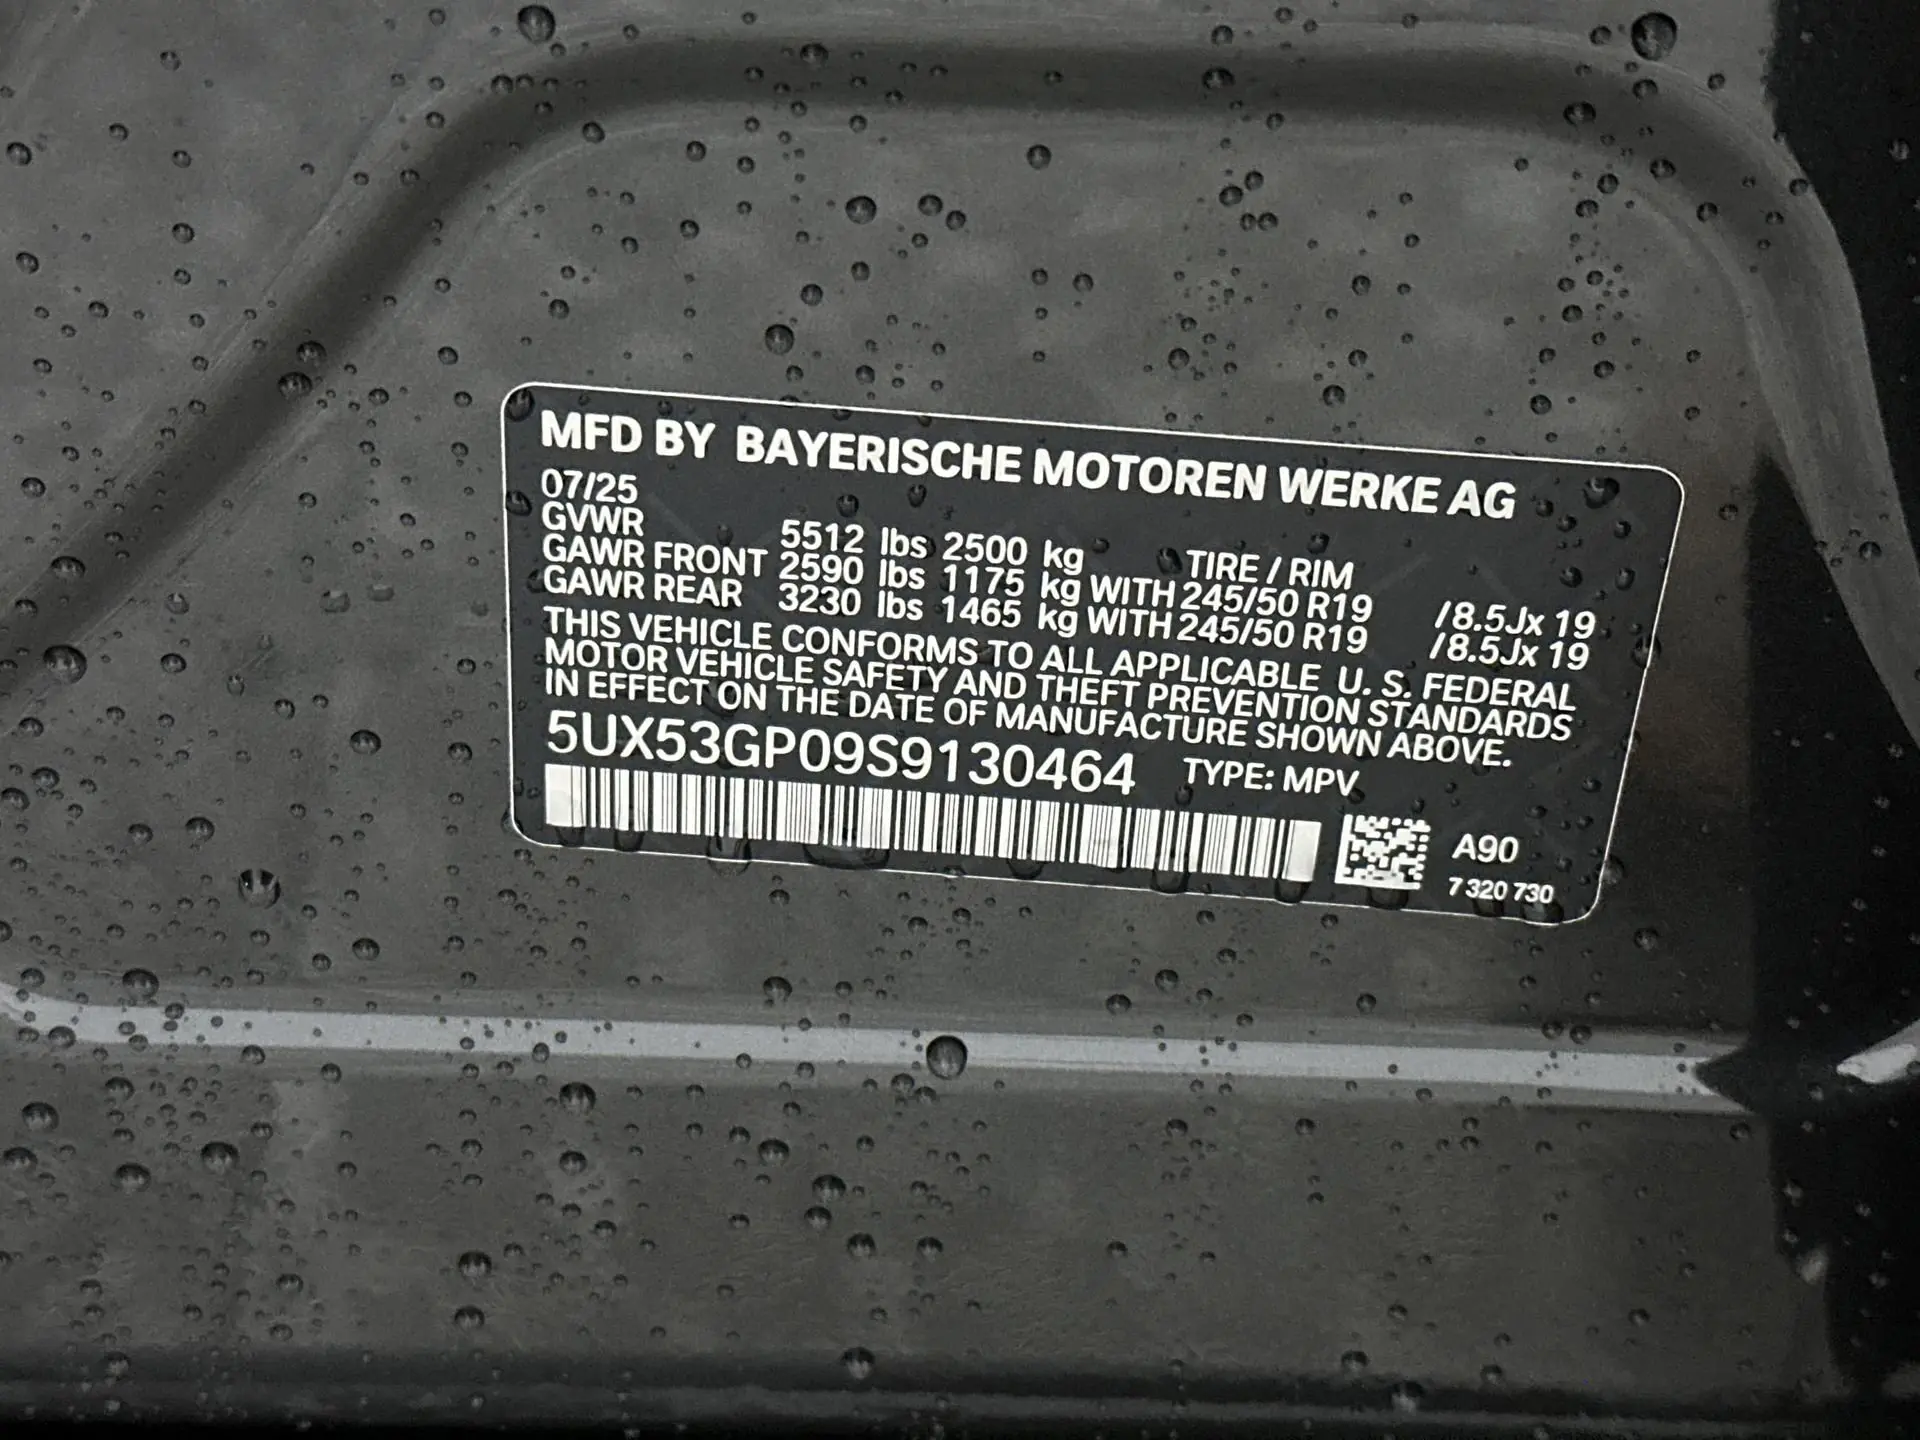 MFD BY BAYERISCHE MOTOREN WERKE AG
07/25
GVWR 5512 lbs 2500 kg TIRE / RIM
GAWR FRONT 2590 lbs 1175 kg WITH 245/50 R19 /8.5Jx 19
GAWR REAR 3230 lbs 1465 kg WITH 245/50 R19 /8.5Jx 19
THIS VEHICLE CONFORMS TO ALL APPLICABLE U. S. FEDERAL
MOTOR VEHICLE SAFETY AND THEFT PREVENTION STANDARDS
IN EFFECT ON THE DATE OF MANUFACTURE SHOWN ABOVE.
5UX53GP09S9130464 TYPE: MPV
A90
7 320 730